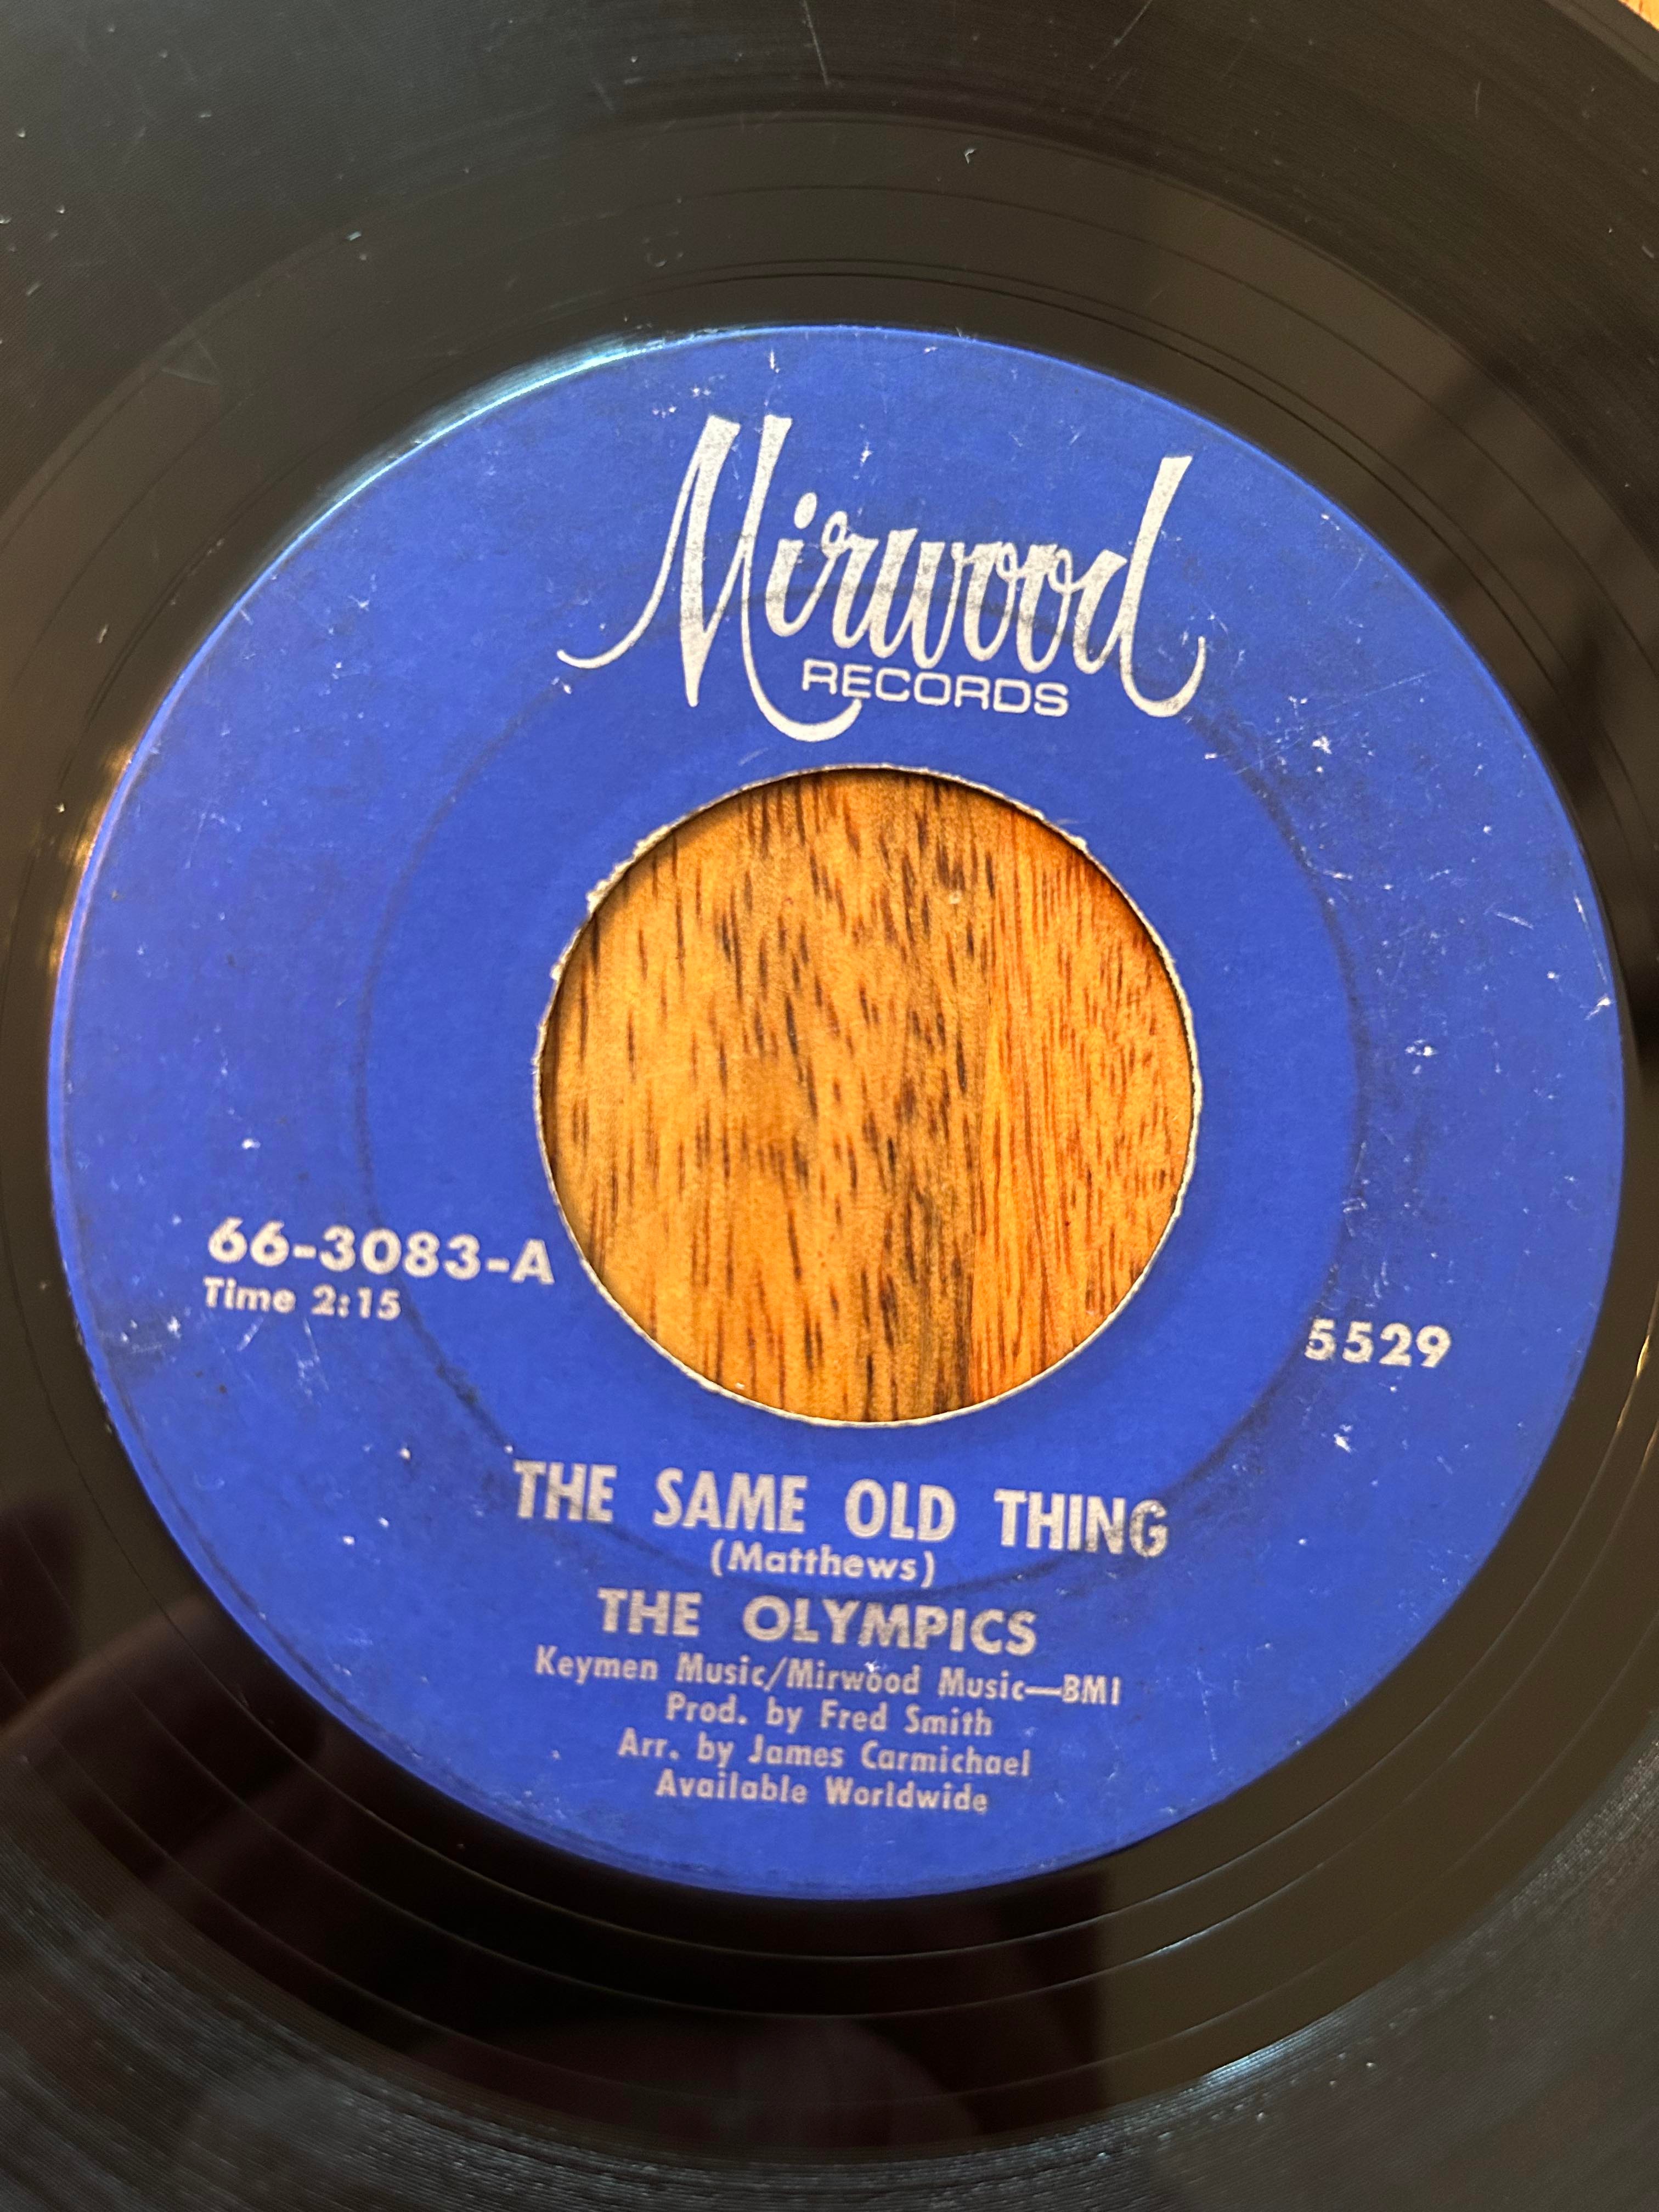 Mirwood
RECORDS
66-3083-A
Time 2:15
5529
THE SAME OLD THING
(Matthews)
THE OLYMPICS
Keymen Music/Mirwood Music—BMI
Prod. by Fred Smith
Arr. by James Carmichael
Available Worldwide